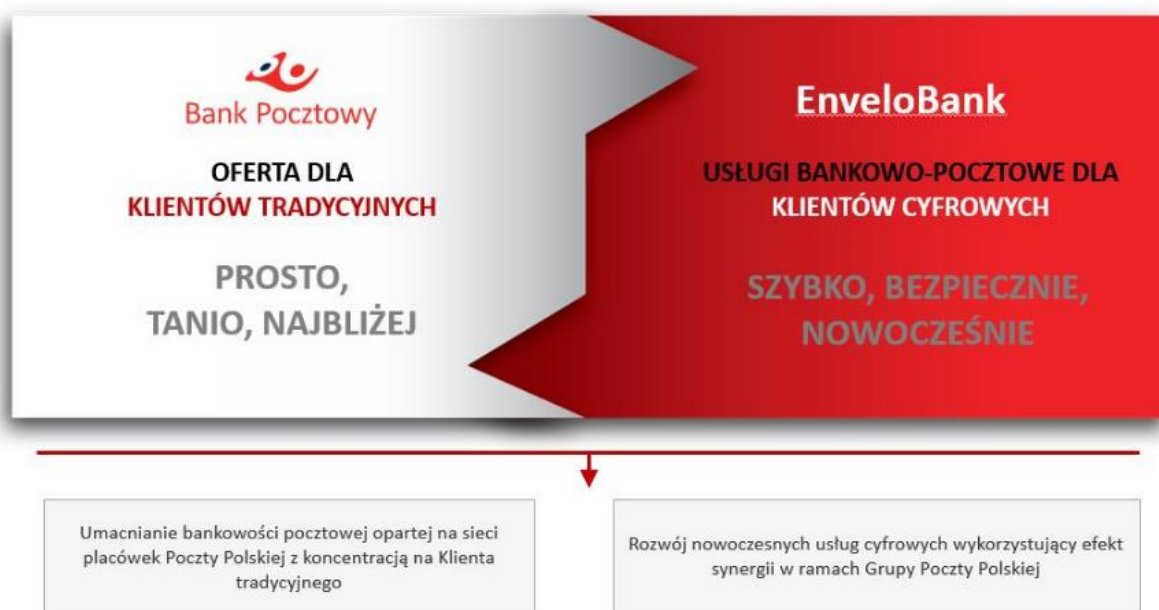 Bank Pocztowy
OFERTA DLA
KLIENTÓW TRADYCYJNYCH
PROSTO,
TANIO, NAJBLIŻEJ
EnveloBank
USŁUGI BANKOWO-POCZTOWE DLA
KLIENTÓW CYFROWYCH
SZYBKO, BEZPIECZNIE,
NOWOCZEŚNIE
Umacnianie bankowości pocztowej opartej na sieci
placówek Poczty Polskiej z koncentracją na Klienta
tradycyjnego
Rozwój nowoczesnych usług cyfrowych wykorzystujący efekt
synergii w ramach Grupy Poczty Polskiej